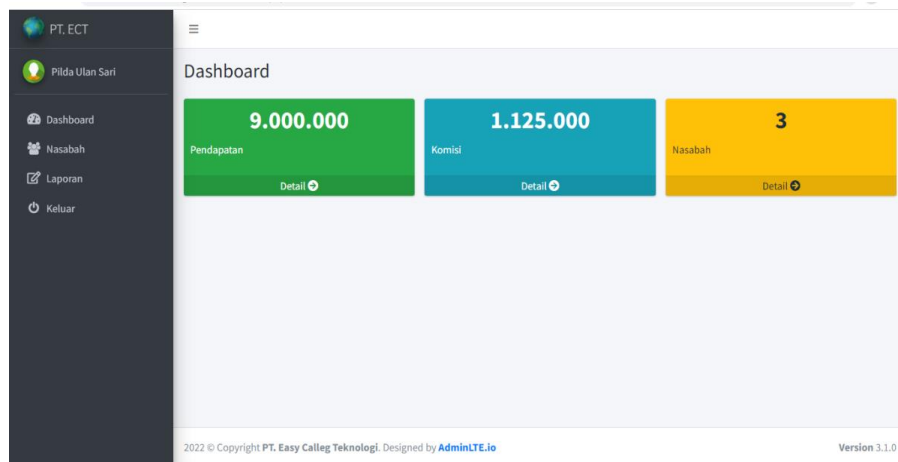 PT. ECT
Pilda Ulan Sari
Dashboard
Nasabah
Laporan
Keluar
Dashboard
9.000.000
Pendapatan
Detail
1.125.000
Komisi
Detail
3
Nasabah
Detail
2022 © Copyright PT. Easy Calleg Teknologi. Designed by AdminLTE.io
Version 3.1.0